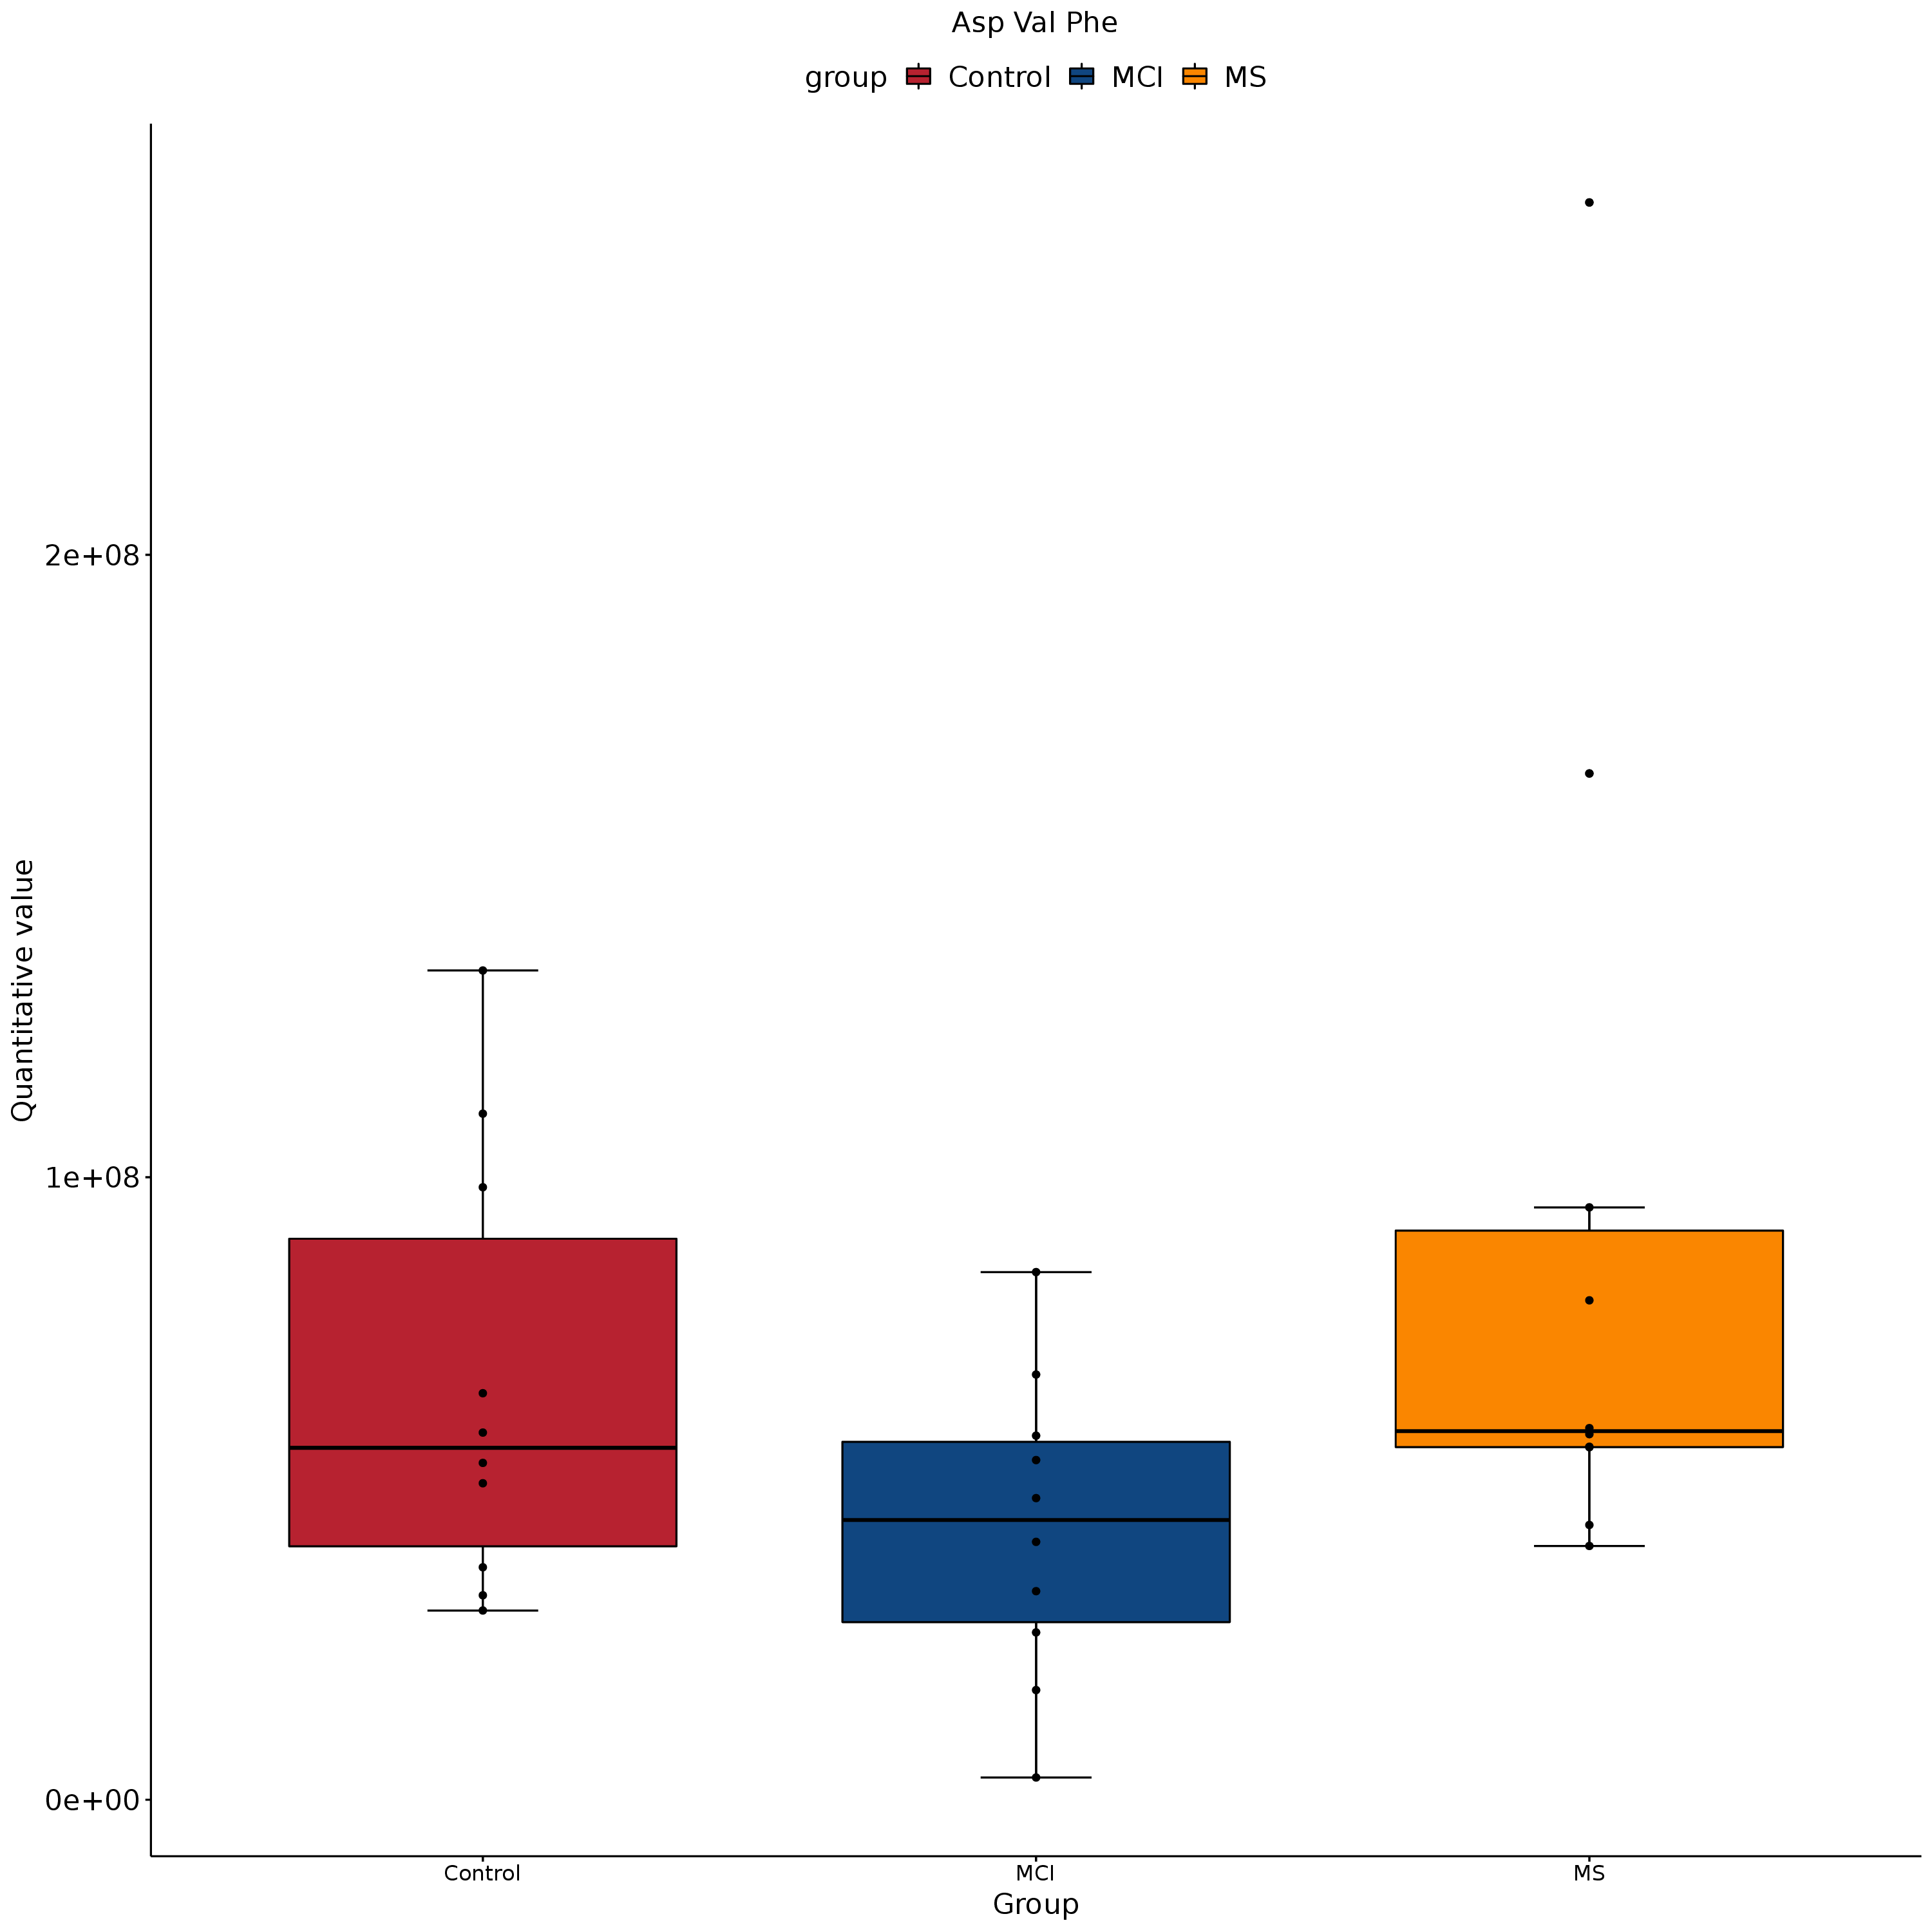 Asp Val Phe
group Control MCI MS
Quantitative value
2e+08
1e+08
0e+00
Control MCI MS
Group